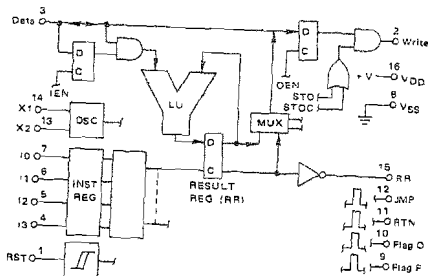 3
Data
D
C
IEN
LU
D
C
OEN
2
Write
STO
STOC
+V
16
VDD
8
VSS
MUX
X1 14
X2 13
OSC
D
C
RESULT
REG (RR)
15
RR
I0 7
I1 6
I2 5
I3 4
INST
REG
RST 1
12
JMP
11
RTN
10
Flag O
9
Flag F